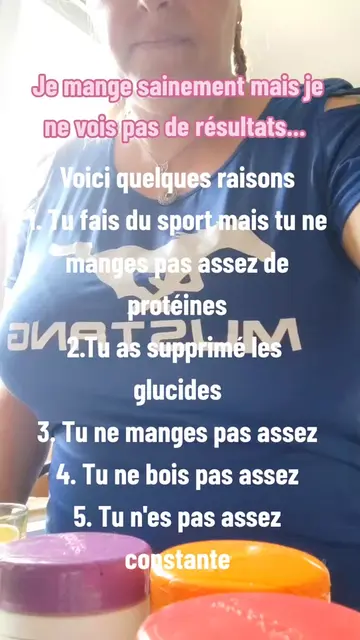 Je mange sainement mais je
ne vois pas de résultats...
Voici quelques raisons
1. Tu fais du sport mais tu ne
manges pas assez de
protéines
MUSTANG
2.Tu as supprimé les
glucides
3. Tu ne manges pas assez
4. Tu ne bois pas assez
5. Tu n'es pas assez
constante